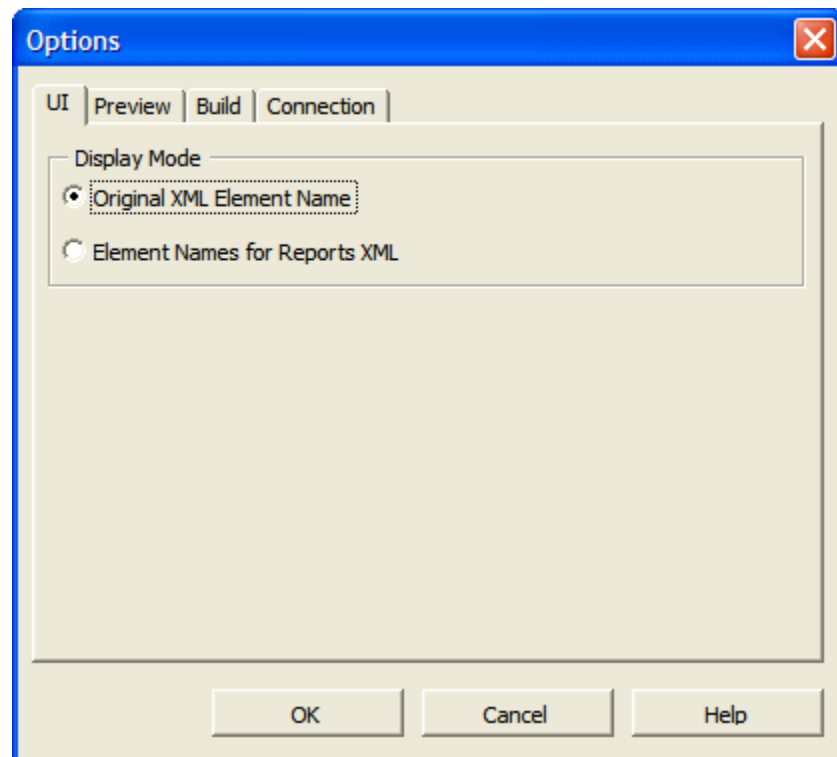 Options
UI Preview Build Connection
Display Mode
Original XML Element Name
Element Names for Reports XML
OK Cancel Help